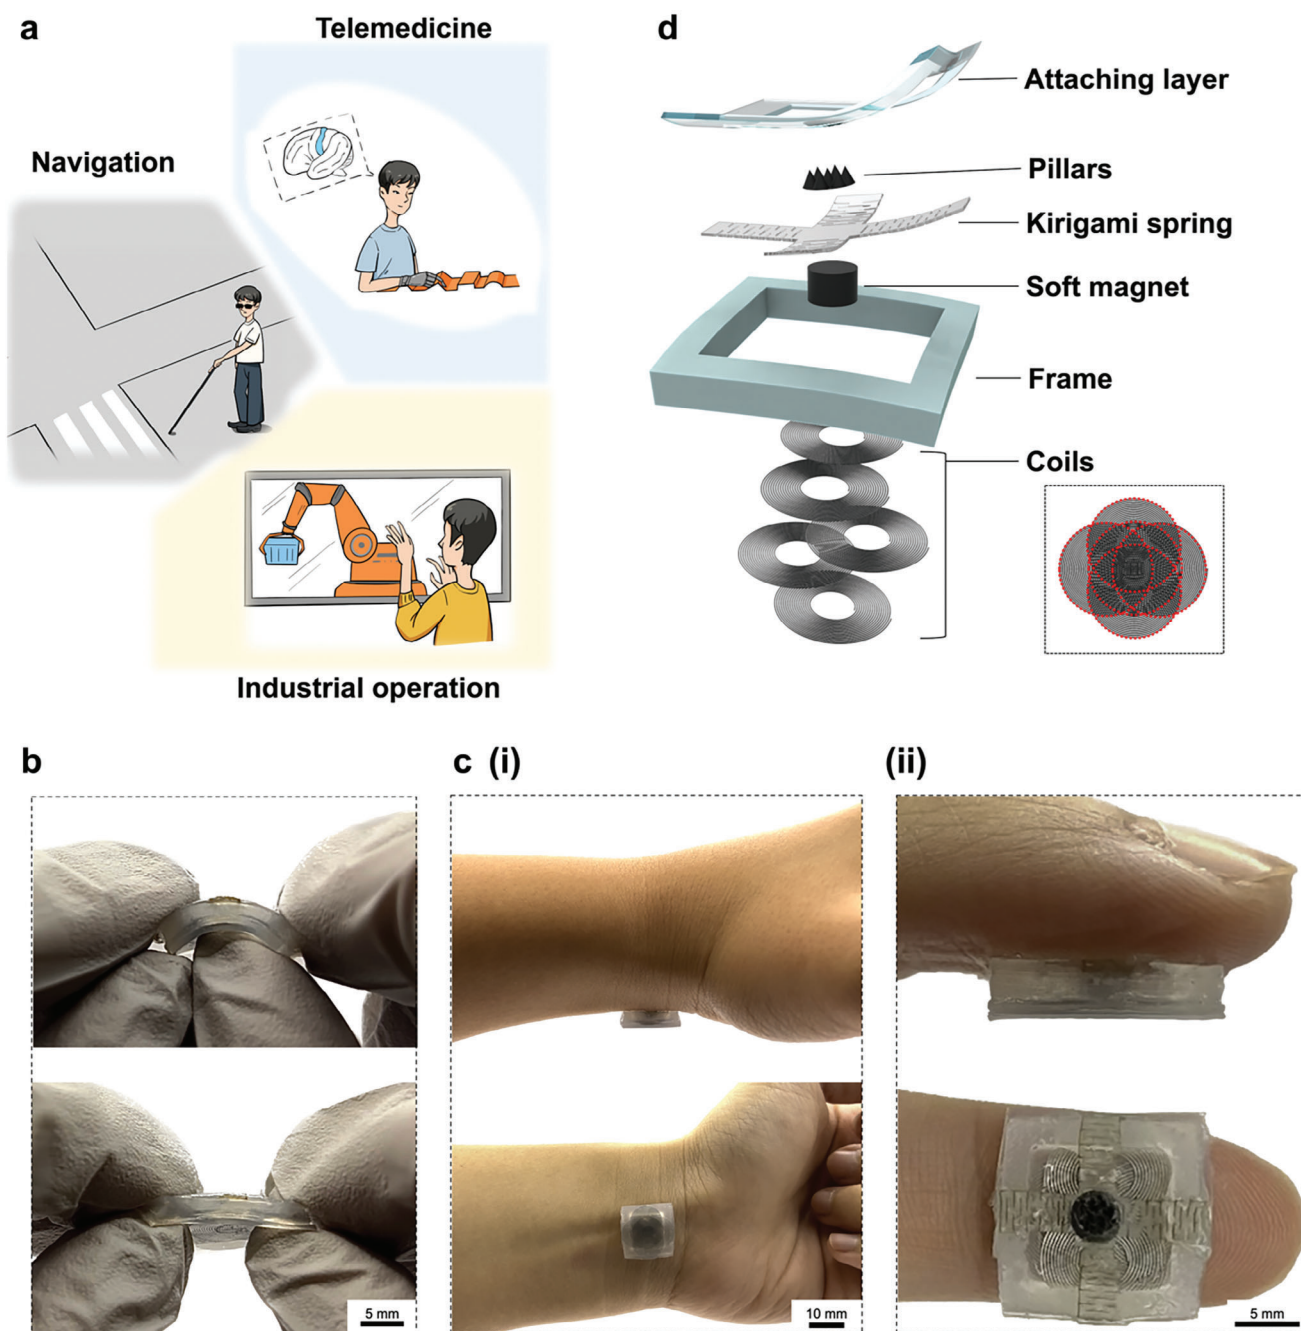 a
Telemedicine
Navigation
Industrial operation
d
Attaching layer
Pillars
Kirigami spring
Soft magnet
Frame
Coils
b
5 mm
c (i)
10 mm
(ii)
5 mm